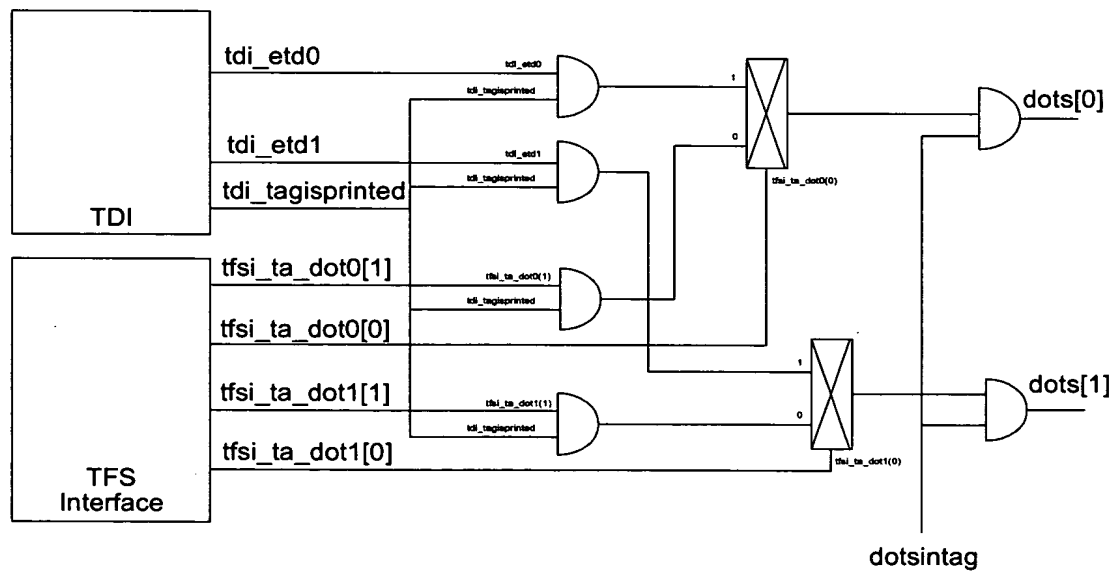 tdi_etd0
tdi_etd0
tdi_tagisprinted
1
dots[0]
tdi_etd1
tdi_etd1
0
tdi_tagisprinted
tdi_tagisprinted
tfsi_ta_dot0(0)
TDI
tfsi_ta_dot0[1]
tfsi_ta_dot0(1)
tdi_tagisprinted
tfsi_ta_dot0[0]
1
tfsi_ta_dot1[1]
tfsi_ta_dot1(1)
0
dots[1]
tdi_tagisprinted
tfsi_ta_dot1[0]
tfsi_ta_dot1(0)
TFS
Interface
dotsintag